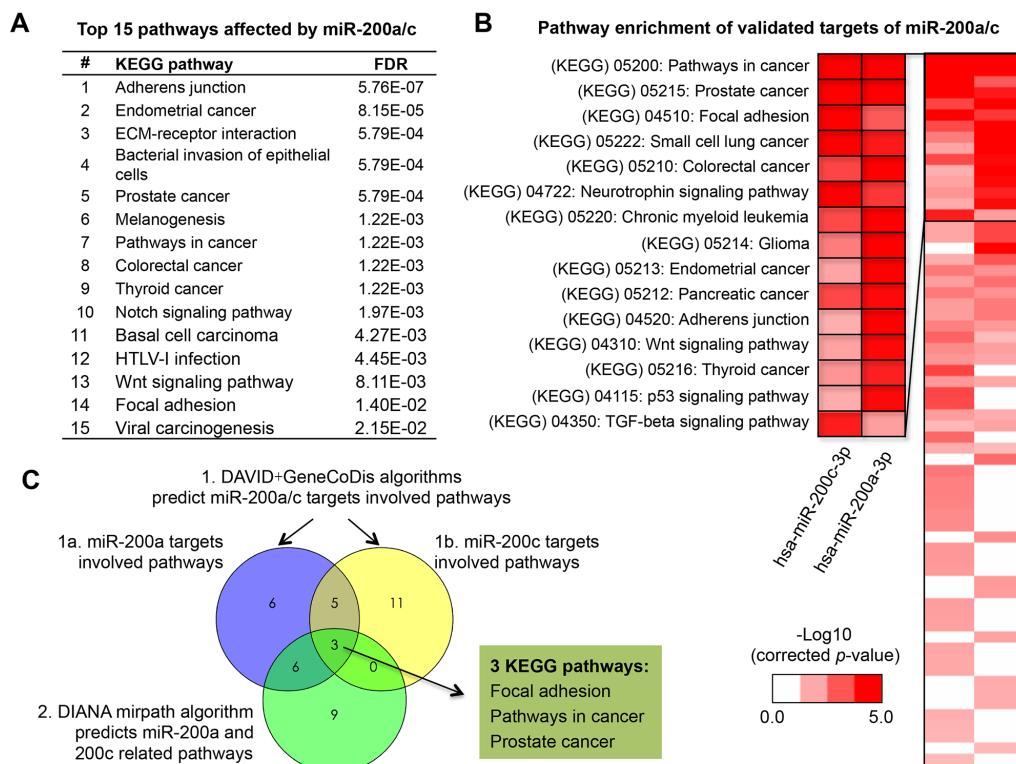 A
Top 15 pathways affected by miR-200a/c
# KEGG pathway FDR
1 Adherens junction 5.76E-07
2 Endometrial cancer 8.15E-05
3 ECM-receptor interaction 5.79E-04
4 Bacterial invasion of epithelial cells 5.79E-04
5 Prostate cancer 5.79E-04
6 Melanogenesis 1.22E-03
7 Pathways in cancer 1.22E-03
8 Colorectal cancer 1.22E-03
9 Thyroid cancer 1.22E-03
10 Notch signaling pathway 1.97E-03
11 Basal cell carcinoma 4.27E-03
12 HTLV-I infection 4.45E-03
13 Wnt signaling pathway 8.11E-03
14 Focal adhesion 1.40E-02
15 Viral carcinogenesis 2.15E-02
B
Pathway enrichment of validated targets of miR-200a/c
(KEGG) 05200: Pathways in cancer
(KEGG) 05215: Prostate cancer
(KEGG) 04510: Focal adhesion
(KEGG) 05222: Small cell lung cancer
(KEGG) 05210: Colorectal cancer
(KEGG) 04722: Neurotrophin signaling pathway
(KEGG) 05220: Chronic myeloid leukemia
(KEGG) 05214: Glioma
(KEGG) 05213: Endometrial cancer
(KEGG) 05212: Pancreatic cancer
(KEGG) 04520: Adherens junction
(KEGG) 04310: Wnt signaling pathway
(KEGG) 05216: Thyroid cancer
(KEGG) 04115: p53 signaling pathway
(KEGG) 04350: TGF-beta signaling pathway
hsa-miR-200c-3p
hsa-miR-200a-3p
-Log10
(corrected p-value)
0.0 5.0
C
1. DAVID+GeneCoDis algorithms
predict miR-200a/c targets involved pathways
1a. miR-200a targets
involved pathways
1b. miR-200c targets
involved pathways
6 5 11
3
6 0
9
2. DIANA mirpath algorithm
predicts miR-200a and
200c related pathways
3 KEGG pathways:
Focal adhesion
Pathways in cancer
Prostate cancer